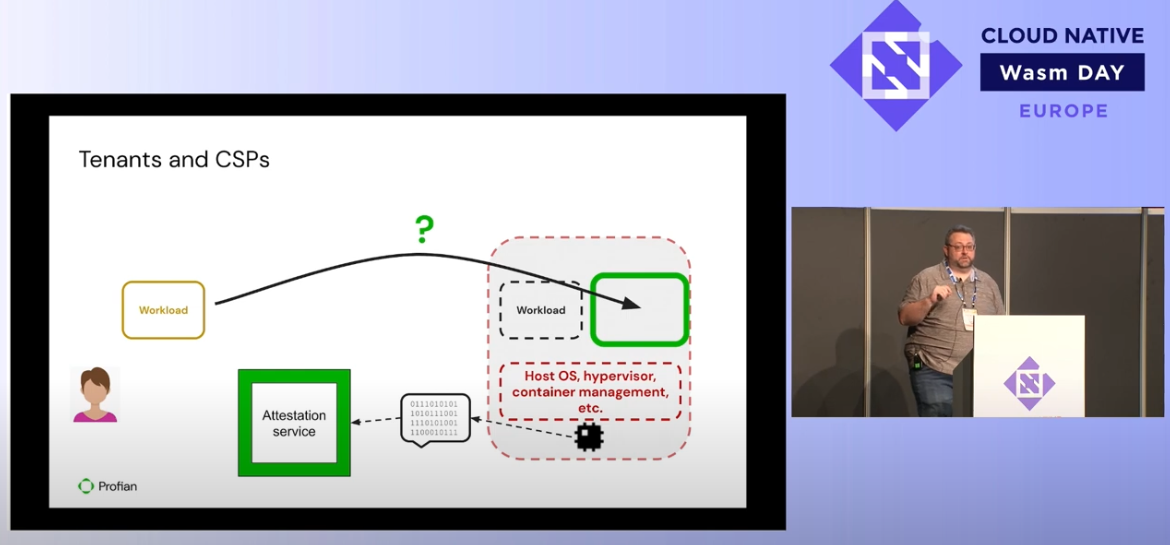 CLOUD NATIVE
Wasm DAY
EUROPE
Tenants and CSPs
?
Workload
Workload
Host OS, hypervisor,
container management,
etc.
Attestation
service
0111010101
1010111001
1110101001
1100010111
Profian